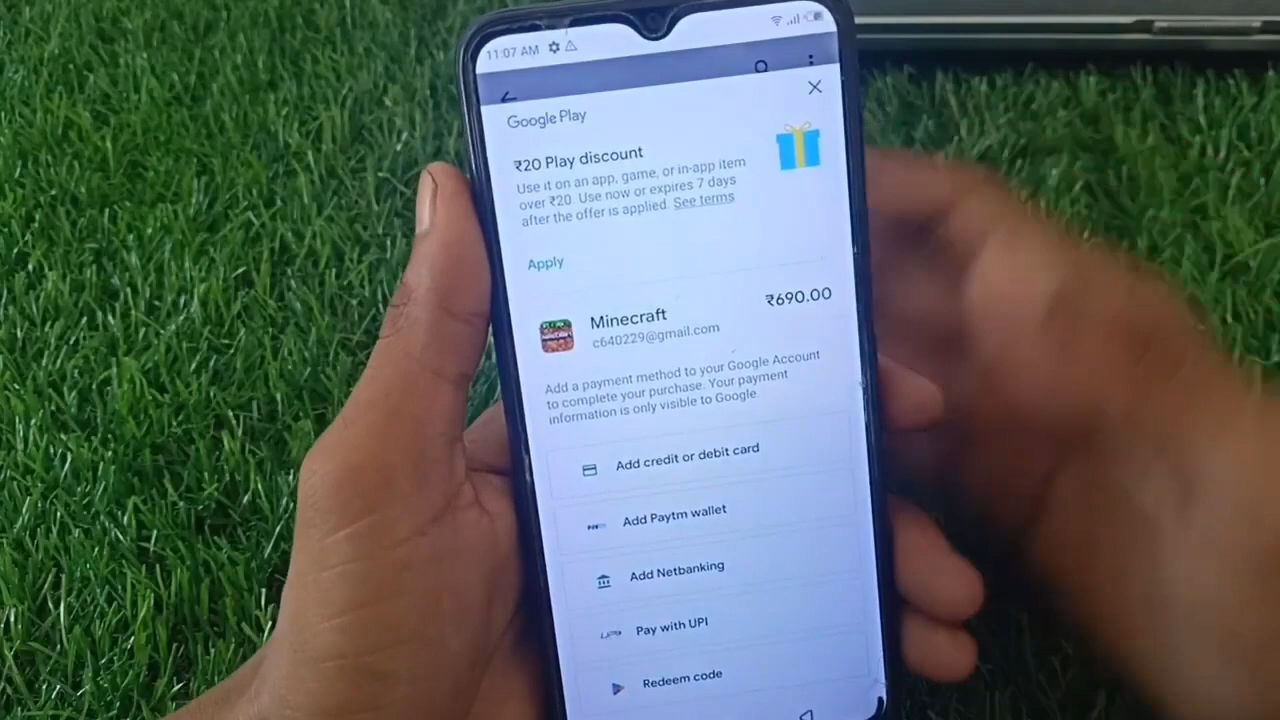 11:07 AM
Google Play
₹20 Play discount
Use it on an app, game, or in-app item
over ₹20. Use now or expires 7 days
after the offer is applied. See terms
Apply
Minecraft
₹690.00
c640229@gmail.com
Add a payment method to your Google Account
to complete your purchase. Your payment
information is only visible to Google.
Add credit or debit card
Add Paytm wallet
Add Netbanking
Pay with UPI
Redeem code